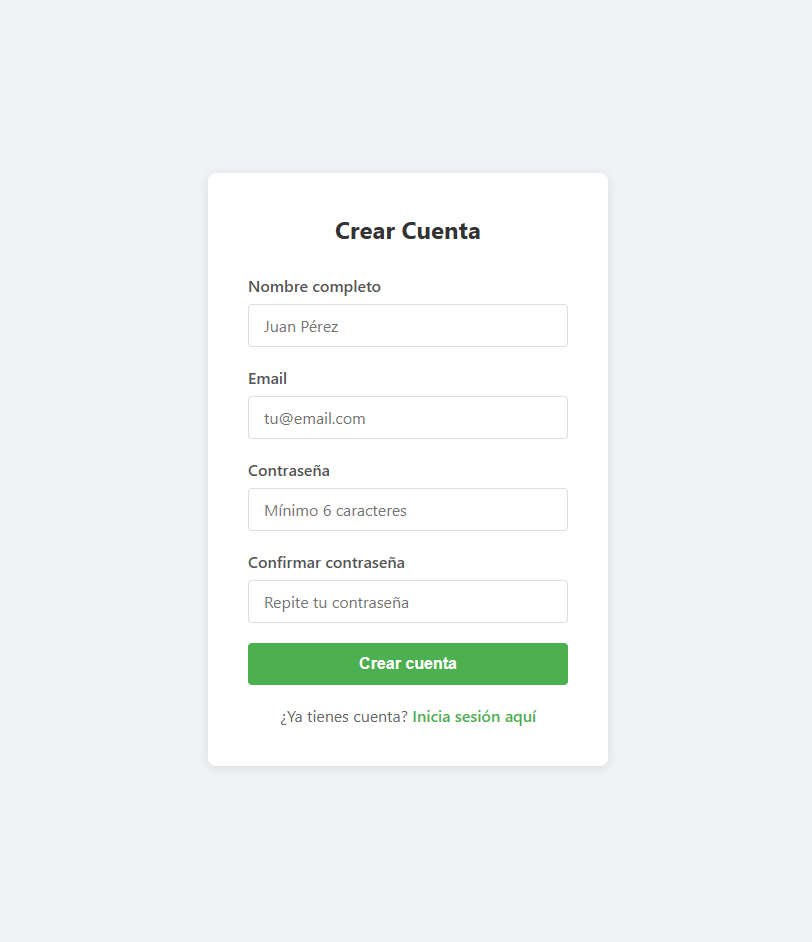 Crear Cuenta
Nombre completo
Juan Pérez
Email
tu@email.com
Contraseña
Mínimo 6 caracteres
Confirmar contraseña
Repite tu contraseña
Crear cuenta
¿Ya tienes cuenta? Inicia sesión aquí